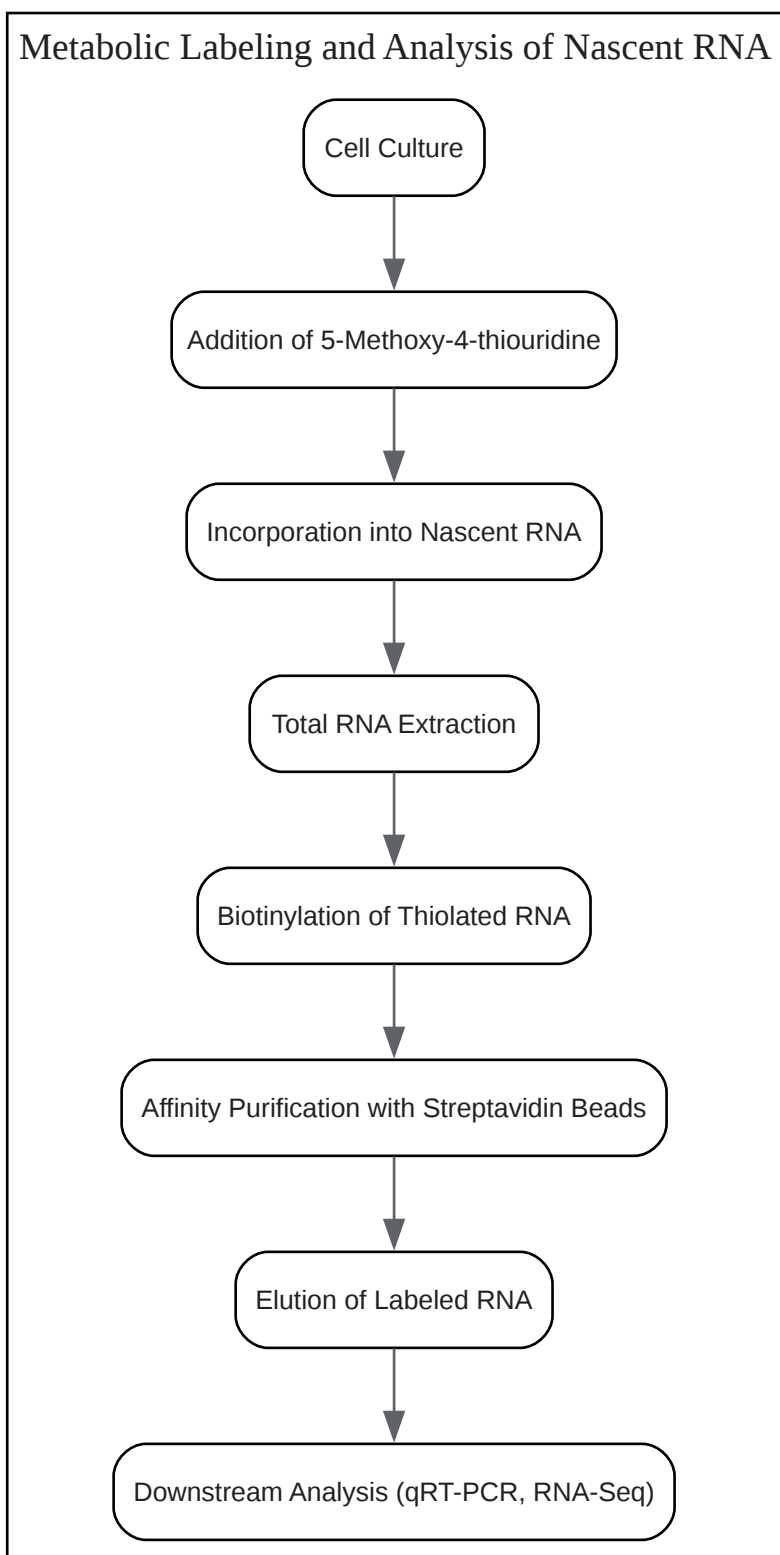 Metabolic Labeling and Analysis of Nascent RNA
Cell Culture
Addition of 5-Methoxy-4-thiouridine
Incorporation into Nascent RNA
Total RNA Extraction
Biotinylation of Thiolated RNA
Affinity Purification with Streptavidin Beads
Elution of Labeled RNA
Downstream Analysis (qRT-PCR, RNA-Seq)